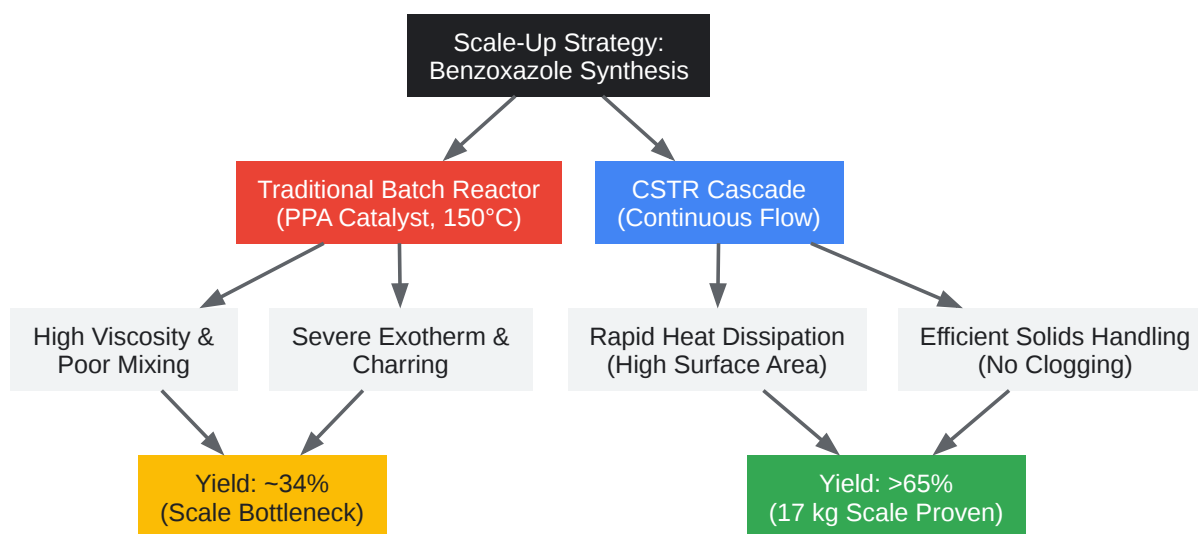 Scale-Up Strategy:
Benzoxazole Synthesis
Traditional Batch Reactor
(PPA Catalyst, 150°C)
CSTR Cascade
(Continuous Flow)
High Viscosity &
Poor Mixing
Severe Exotherm &
Charring
Rapid Heat Dissipation
(High Surface Area)
Efficient Solids Handling
(No Clogging)
Yield: ~34%
(Scale Bottleneck)
Yield: >65%
(17 kg Scale Proven)